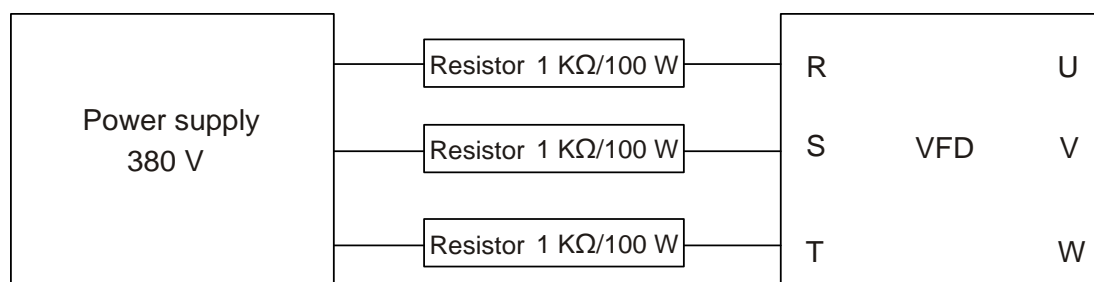 Power supply
380 V
Resistor 1 KΩ/100 W
Resistor 1 KΩ/100 W
Resistor 1 KΩ/100 W
R
U
S
VFD
V
T
W